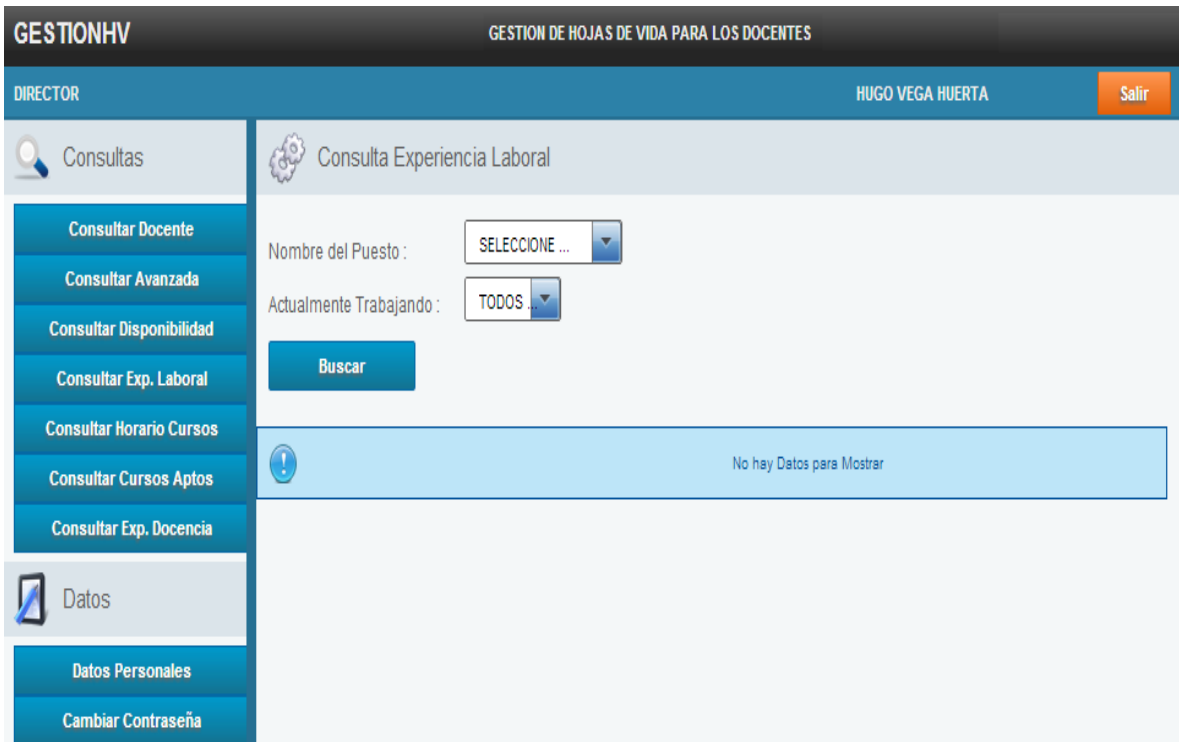 GESTIONHV
GESTION DE HOJAS DE VIDA PARA LOS DOCENTES
DIRECTOR
HUGO VEGA HUERTA
Salir
Consultas
Consultar Docente
Consultar Avanzada
Consultar Disponibilidad
Consultar Exp. Laboral
Consultar Horario Cursos
Consultar Cursos Aptos
Consultar Exp. Docencia
Datos
Datos Personales
Cambiar Contraseña
Consulta Experiencia Laboral
Nombre del Puesto :
SELECCIONE ...
Actualmente Trabajando :
TODOS ...
Buscar
No hay Datos para Mostrar